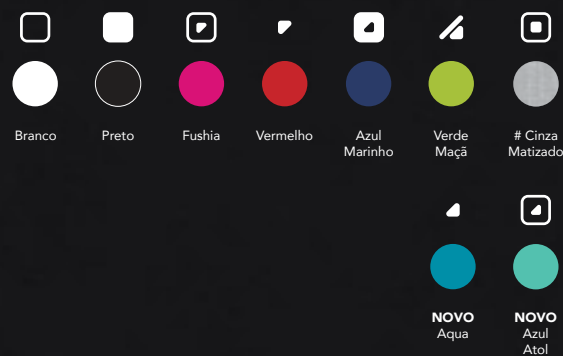 Branco
Preto
Fushia
Vermelho
Azul
Marinho
Verde
Maçã
# Cinza
Matizado
NOVO
Aqua
NOVO
Azul
Atol